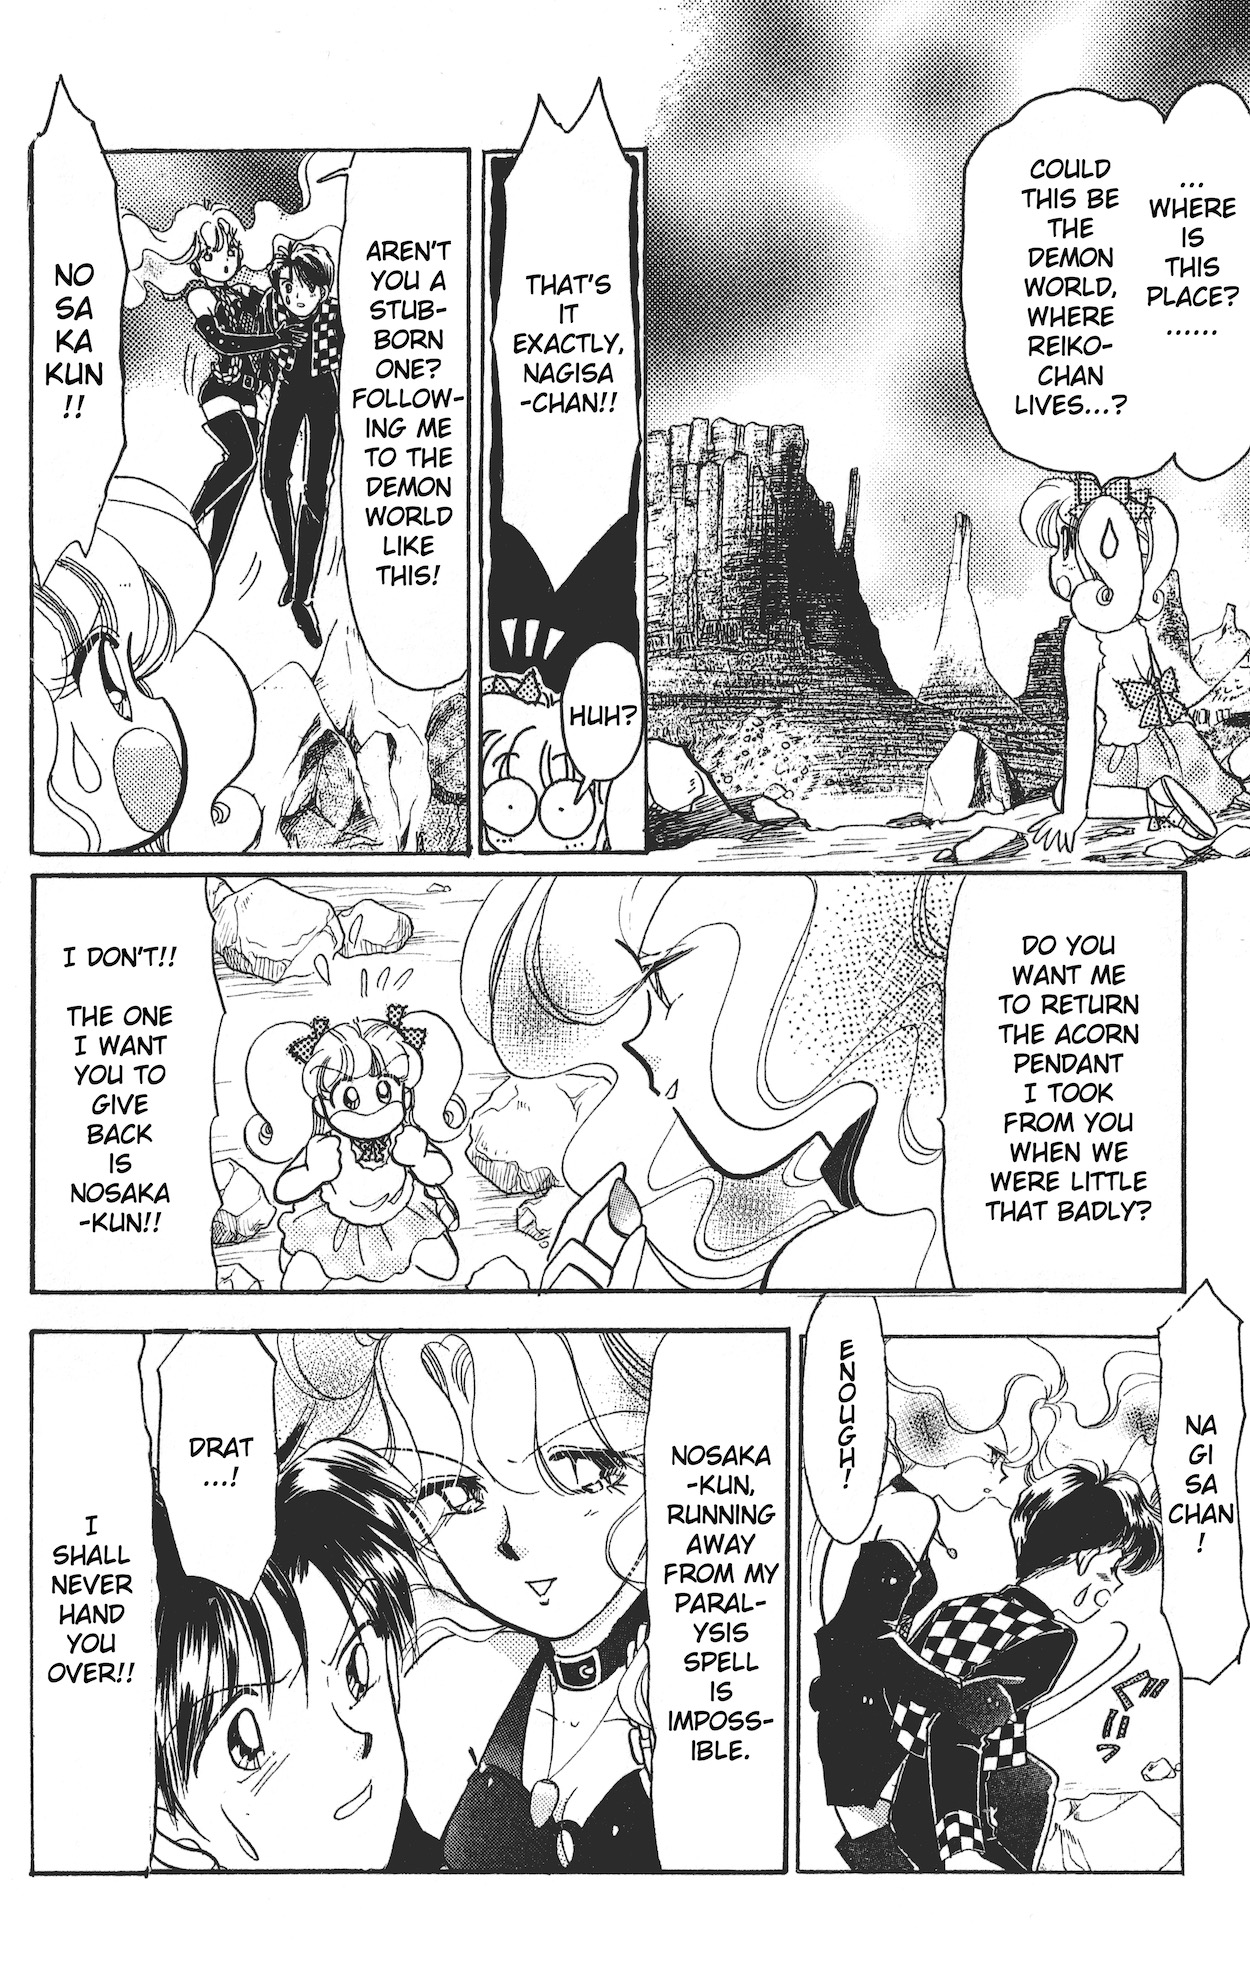 ...
WHERE
IS
THIS
PLACE?
......
COULD
THIS BE
THE
DEMON
WORLD,
WHERE
REIKO-
CHAN
LIVES...?
THAT'S
IT
EXACTLY,
NAGISA
-CHAN!!
HUH?
AREN'T
YOU A
STUB-
BORN
ONE?
FOLLOW-
ING ME
TO THE
DEMON
WORLD
LIKE
THIS!
NO
SA
KA
KUN
!!
DO YOU
WANT ME
TO RETURN
THE ACORN
PENDANT
I TOOK
FROM YOU
WHEN WE
WERE LITTLE
THAT BADLY?
I DON'T!!
THE ONE
I WANT
YOU TO
GIVE
BACK
IS
NOSAKA
-KUN!!
NA
GI
SA
CHAN
!
ENOUGH!
グリッ
NOSAKA
-KUN,
RUNNING
AWAY
FROM MY
PARAL-
YSIS
SPELL
IS
IMPOSS-
IBLE.
DRAT
...!
I
SHALL
NEVER
HAND
YOU
OVER!!